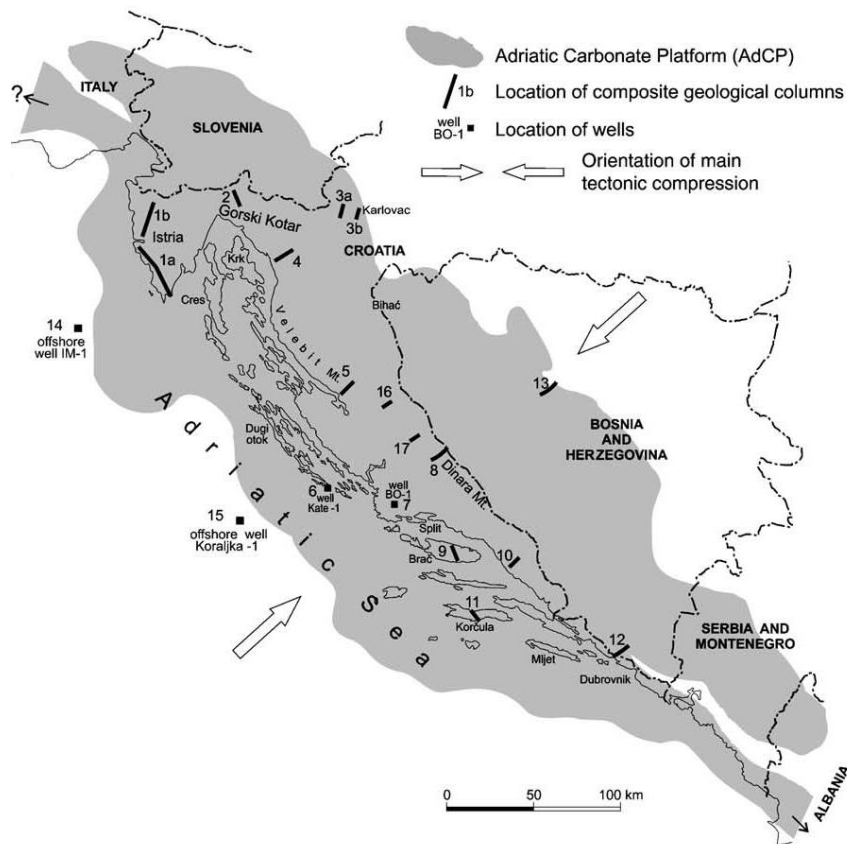 Adriatic Carbonate Platform (AdCP)
1b Location of composite geological columns
well
BO-1 Location of wells
Orientation of main
tectonic compression
?
ITALY
SLOVENIA
2
Gorski Kotar
3a
Karlovac
3b
1b
Istria
1a
Krk
4
CROATIA
Cres
Bihać
14
offshore
well IM-1
Velebit Mt.
5
16
13
BOSNIA
AND
HERZEGOVINA
Dugi
otok
17
8
Dinara Mt.
6
well
Kate-1
well
BO-1
7
15
offshore well
Koraljka -1
Split
9
Brač
10
Adriatic Sea
11
Korčula
12
SERBIA AND
MONTENEGRO
Mljet
Dubrovnik
0 50 100 km
ALBANIA